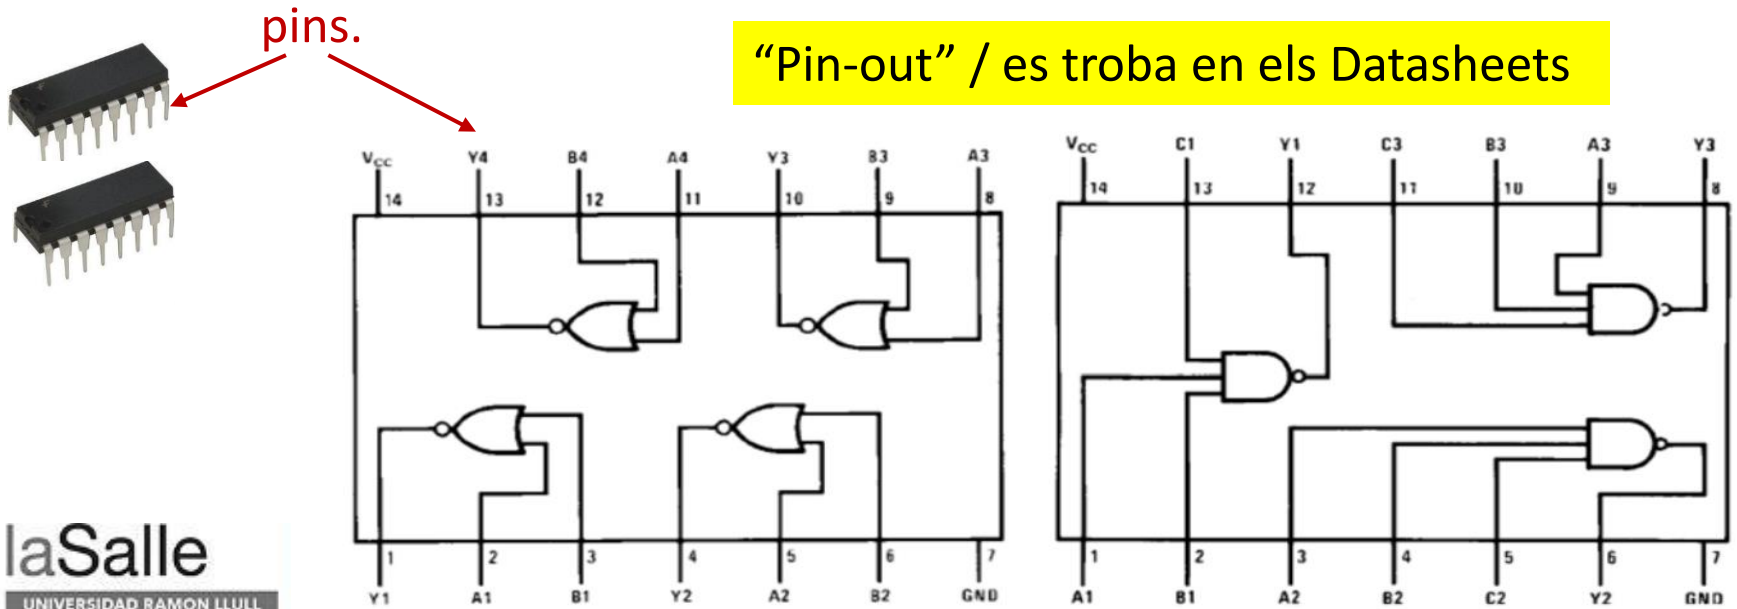 pins.
“Pin-out” / es troba en els Datasheets
VCC Y4 B4 A4 Y3 B3 A3
14 13 12 11 10 9 8
1 2 3 4 5 6 7
Y1 A1 B1 Y2 A2 B2 GND
VCC C1 Y1 C3 B3 A3 Y3
14 13 12 11 10 9 8
1 2 3 4 5 6 7
A1 B1 A2 B2 C2 Y2 GND
laSalle
UNIVERSIDAD RAMON LLULL